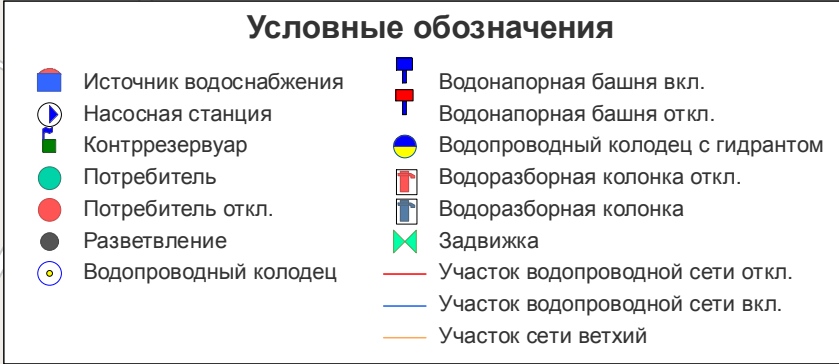 Условные обозначения
Источник водоснабжения
Насосная станция
Контррезервуар
Потребитель
Потребитель откл.
Разветвление
Водопроводный колодец
Водонапорная башня вкл.
Водонапорная башня откл.
Водопроводный колодец с гидрантом
Водоразборная колонка откл.
Водоразборная колонка
Задвижка
Участок водопроводной сети откл.
Участок водопроводной сети вкл.
Участок сети ветхий